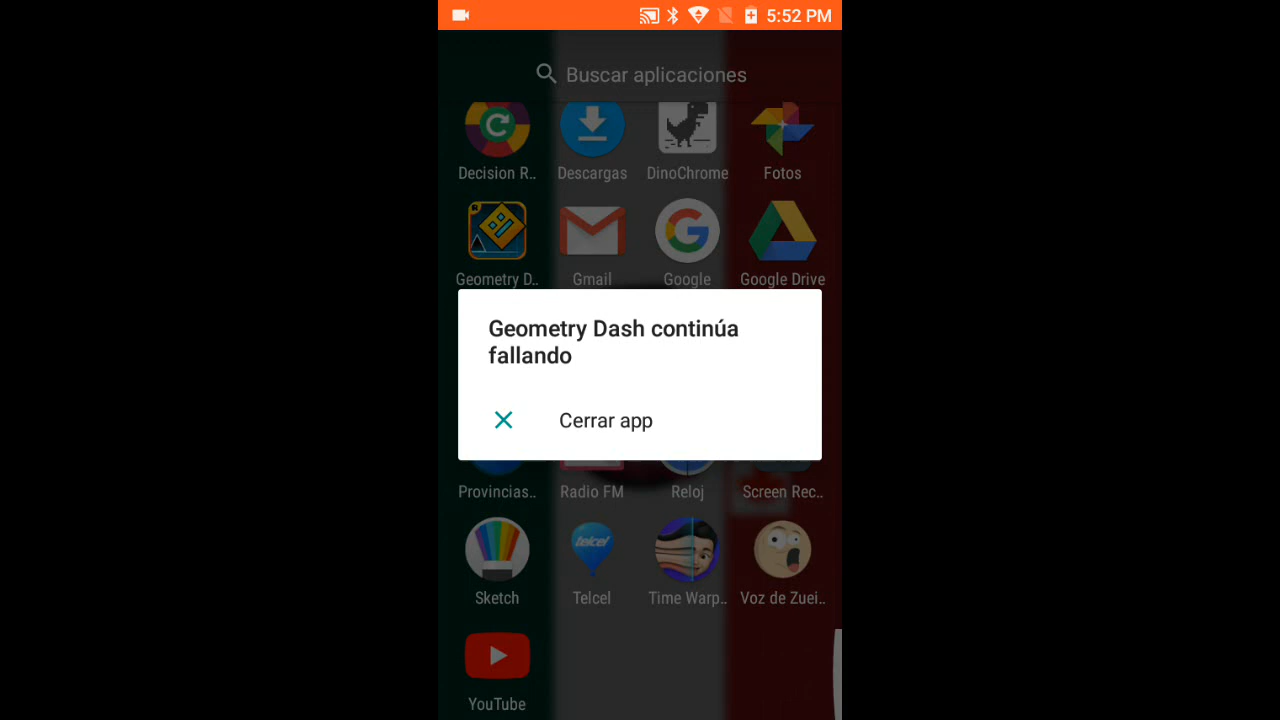 5:52 PM
Buscar aplicaciones
Decision R..
Descargas
DinoChrome
Fotos
Geometry D..
Gmail
Google
Google Drive
Geometry Dash continúa
fallando
Cerrar app
Provincias..
Radio FM
Reloj
Screen Rec..
telcel
Sketch
Telcel
Time Warp..
Voz de Zuei..
YouTube